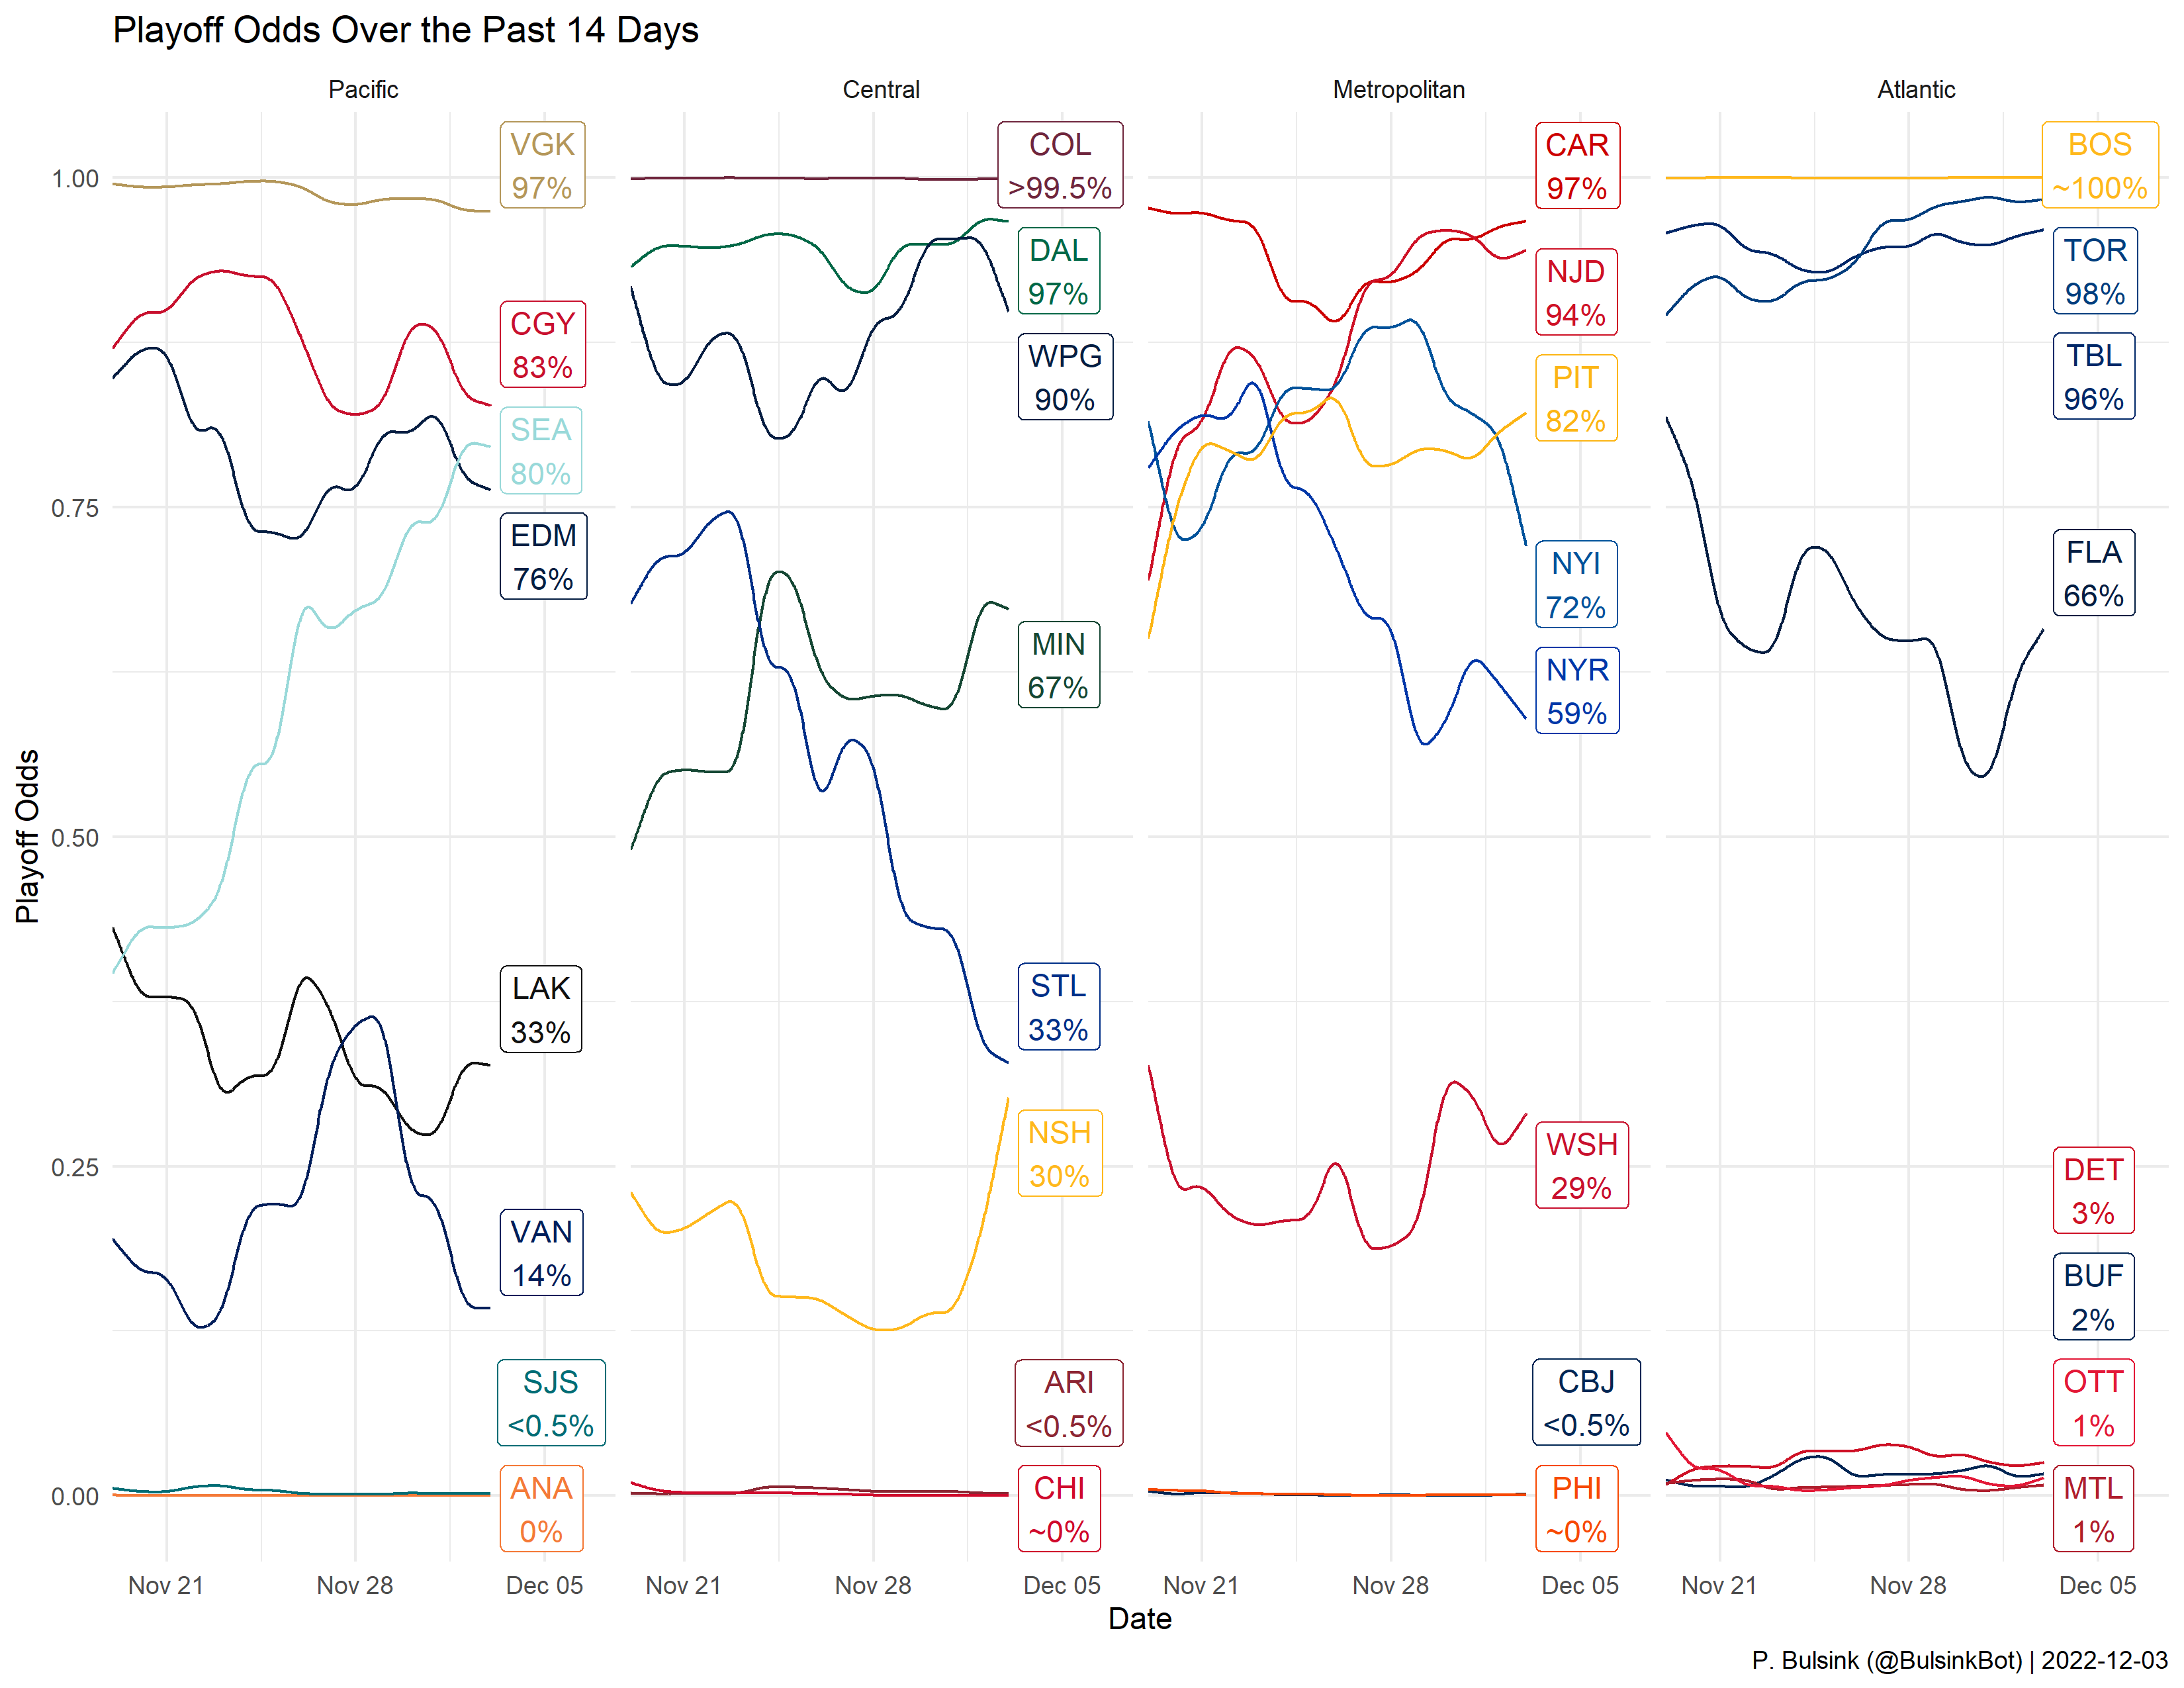 Playoff Odds Over the Past 14 Days
Pacific
Central
Metropolitan
Atlantic
Playoff Odds
1.00
0.75
0.50
0.25
0.00
VGK
97%
CGY
83%
SEA
80%
EDM
76%
LAK
33%
VAN
14%
SJS
<0.5%
ANA
0%
COL
>99.5%
DAL
97%
WPG
90%
MIN
67%
STL
33%
NSH
30%
ARI
<0.5%
CHI
~0%
CAR
97%
NJD
94%
PIT
82%
NYI
72%
NYR
59%
WSH
29%
CBJ
<0.5%
PHI
~0%
BOS
~100%
TOR
98%
TBL
96%
FLA
66%
DET
3%
BUF
2%
OTT
1%
MTL
1%
Nov 21 Nov 28 Dec 05 Nov 21 Nov 28 Dec 05 Nov 21 Nov 28 Dec 05 Nov 21 Nov 28 Dec 05
Date
P. Bulsink (@BulsinkBot) | 2022-12-03